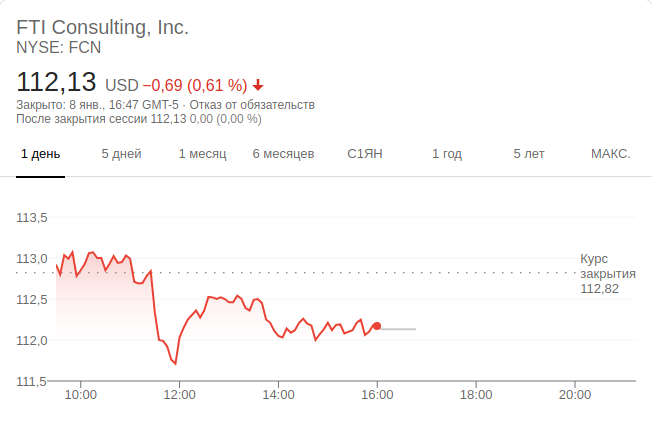 FTI Consulting, Inc.
NYSE: FCN
112,13 USD −0,69 (0,61 %)
Закрыто: 8 янв., 16:47 GMT-5 · Отказ от обязательств
После закрытия сессии 112,13 0,00 (0,00 %)
1 день 5 дней 1 месяц 6 месяцев С1ЯН 1 год 5 лет МАКС.
113,5
113,0
Курс
закрытия
112,82
112,5
112,0
111,5
10:00 12:00 14:00 16:00 18:00 20:00